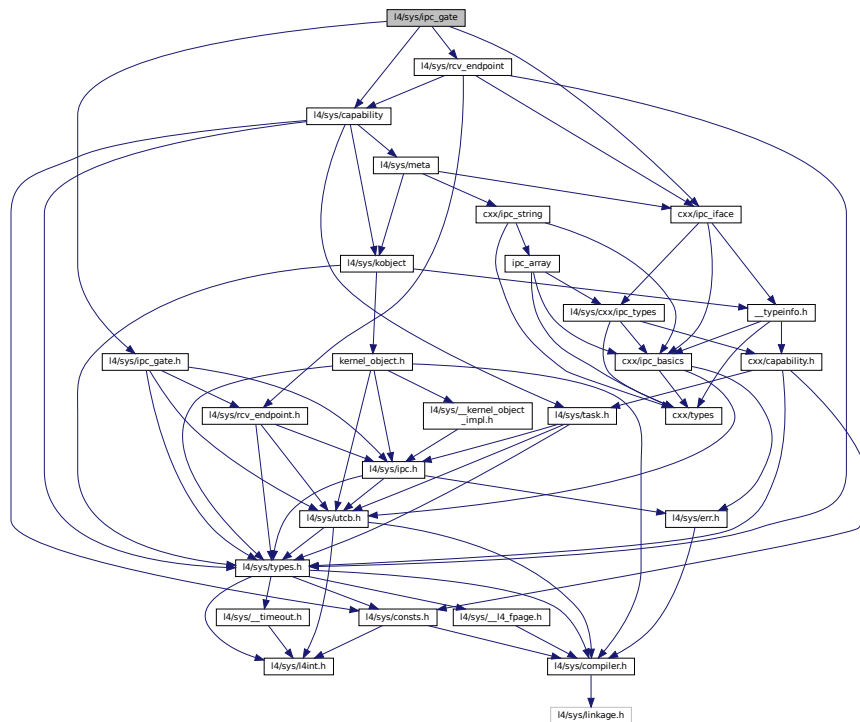 l4/sys/ipc_gate
l4/sys/rcv_endpoint
l4/sys/capability
l4/sys/meta
cxx/ipc_string
cxx/ipc_iface
l4/sys/kobject
ipc_array
l4/sys/cxx/ipc_types
__typeinfo.h
l4/sys/ipc_gate.h
kernel_object.h
cxx/ipc_basics
cxx/capability.h
l4/sys/rcv_endpoint.h
l4/sys/__kernel_object
_impl.h
l4/sys/task.h
cxx/types
l4/sys/ipc.h
l4/sys/utcb.h
l4/sys/err.h
l4/sys/types.h
l4/sys/__timeout.h
l4/sys/consts.h
l4/sys/__l4_fpage.h
l4/sys/l4int.h
l4/sys/compiler.h
l4/sys/linkage.h